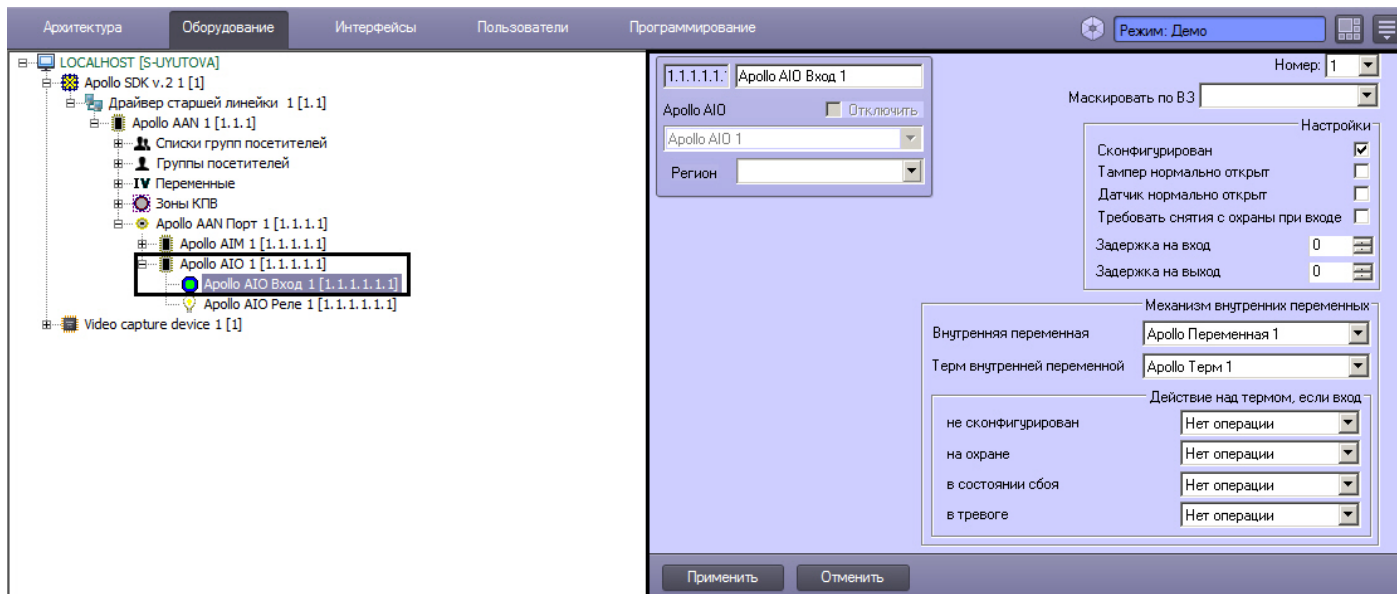 Архитектура Оборудование Интерфейсы Пользователи Программирование Режим: Демо
LOCALHOST [S-UYUTOVA]
Apollo SDK v.2 1 [1]
Драйвер старшей линейки 1 [1.1]
Apollo AAN 1 [1.1.1]
Списки групп посетителей
Группы посетителей
Переменные
Зоны КПВ
Apollo AAN Порт 1 [1.1.1.1]
Apollo AIM 1 [1.1.1.1.1]
Apollo AIO 1 [1.1.1.1.1]
Apollo AIO Вход 1 [1.1.1.1.1.1]
Apollo AIO Реле 1 [1.1.1.1.1.1]
Video capture device 1 [1]
1.1.1.1.1. Apollo AIO Вход 1
Apollo AIO Отключить
Apollo AIO 1
Регион
Номер: 1
Маскировать по ВЗ
Настройки
Сконфигурирован
Тампер нормально открыт
Датчик нормально открыт
Требовать снятия с охраны при входе
Задержка на вход 0
Задержка на выход 0
Механизм внутренних переменных
Внутренняя переменная Apollo Переменная 1
Терм внутренней переменной Apollo Терм 1
Действие над термом, если вход
не сконфигурирован Нет операции
на охране Нет операции
в состоянии сбоя Нет операции
в тревоге Нет операции
Применить Отменить